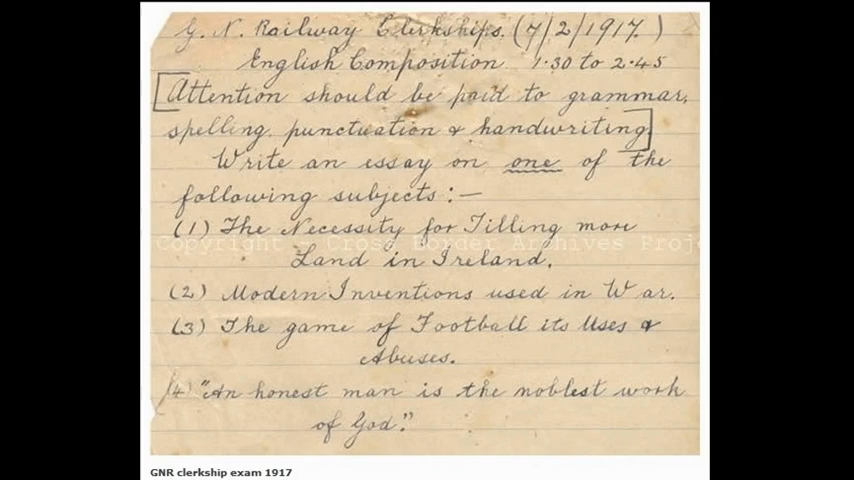 G. N. Railway Clerkships. (7/2/1917.)
English Composition 1.30 to 2.45
[Attention should be paid to grammar,
spelling, punctuation & handwriting]
Write an essay on one of the
following subjects:—
(1) The Necessity for Tilling more
Copyright - Cross Border Archives Proj
Land in Ireland.
(2) Modern Inventions used in War.
(3) The game of Football its Uses &
Abuses.
(4) "An honest man is the noblest work
of God."
GNR clerkship exam 1917